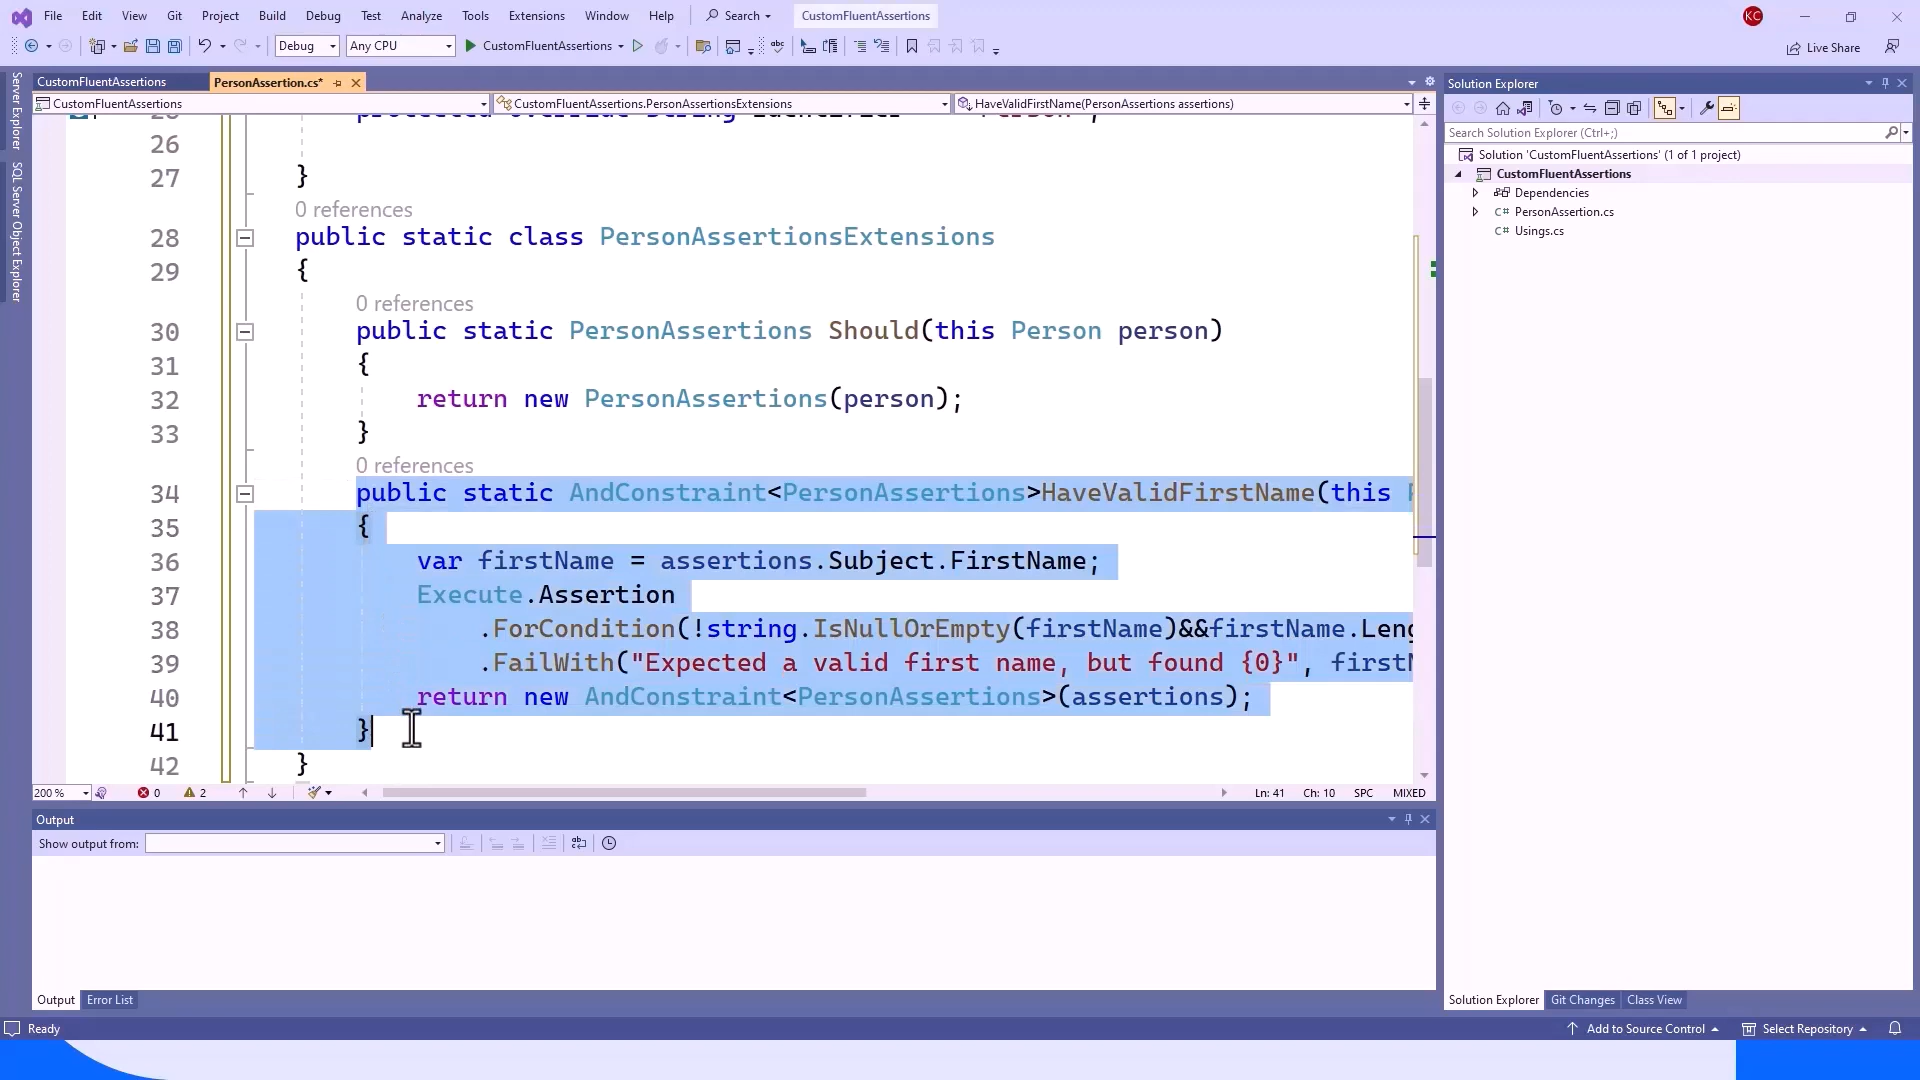 File Edit View Git Project Build Debug Test Analyze Tools Extensions Window Help Search CustomFluentAssertions KC
Debug Any CPU CustomFluentAssertions Live Share
Server Explorer
SQL Server Object Explorer
CustomFluentAssertions PersonAssertion.cs*
CustomFluentAssertions CustomFluentAssertions.PersonAssertionsExtensions HaveValidFirstName(PersonAssertions assertions)
26
27 }
0 references
28 public static class PersonAssertionsExtensions
29 {
0 references
30 public static PersonAssertions Should(this Person person)
31 {
32 return new PersonAssertions(person);
33 }
0 references
34 public static AndConstraint<PersonAssertions>HaveValidFirstName(this
35 {
36 var firstName = assertions.Subject.FirstName;
37 Execute.Assertion
38 .ForCondition(!string.IsNullOrEmpty(firstName)&&firstName.Leng
39 .FailWith("Expected a valid first name, but found {0}", firstN
40 return new AndConstraint<PersonAssertions>(assertions);
41 }
42 }
200 % 0 2 Ln: 41 Ch: 10 SPC MIXED
Output
Show output from:
Output Error List
Solution Explorer
Search Solution Explorer (Ctrl+;)
Solution 'CustomFluentAssertions' (1 of 1 project)
CustomFluentAssertions
Dependencies
C# PersonAssertion.cs
C# Usings.cs
Solution Explorer Git Changes Class View
Ready Add to Source Control Select Repository